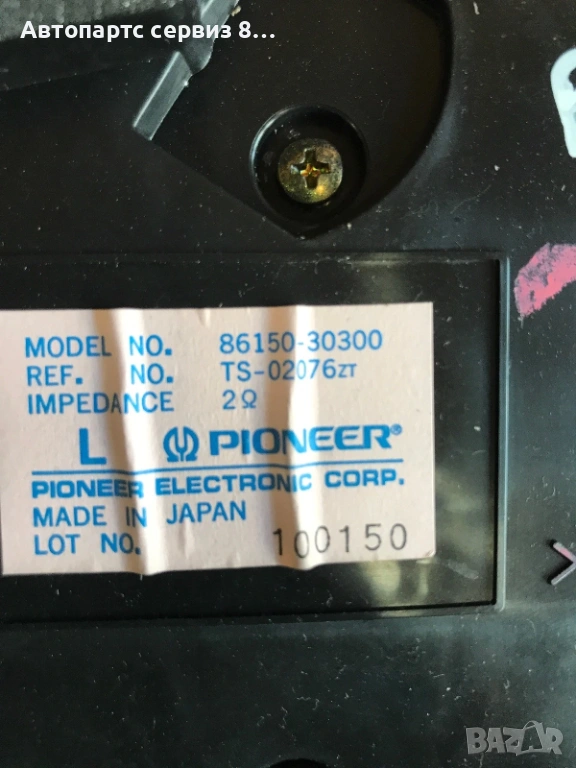 Автопартс сервиз 8...
MODEL NO. 86150-30300
REF. NO. TS-02076ZT
IMPEDANCE 2Ω
L PIONEER®
PIONEER ELECTRONIC CORP.
MADE IN JAPAN
LOT NO. 100150
BAZAR